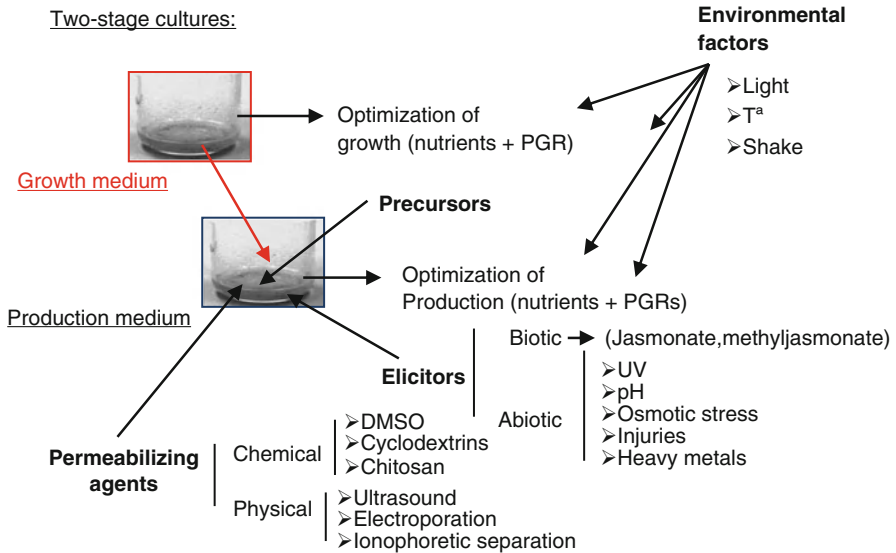 Two-stage cultures:
Environmental
factors
➢Light
➢Tª
➢Shake
Optimization of
growth (nutrients + PGR)
Growth medium
Precursors
Optimization of
Production (nutrients + PGRs)
Production medium
Biotic
(Jasmonate,methyljasmonate)
Elicitors
Abiotic
➢UV
➢pH
➢Osmotic stress
➢Injuries
➢Heavy metals
Permeabilizing
agents
Chemical
➢DMSO
➢Cyclodextrins
➢Chitosan
Physical
➢Ultrasound
➢Electroporation
➢Ionophoretic separation